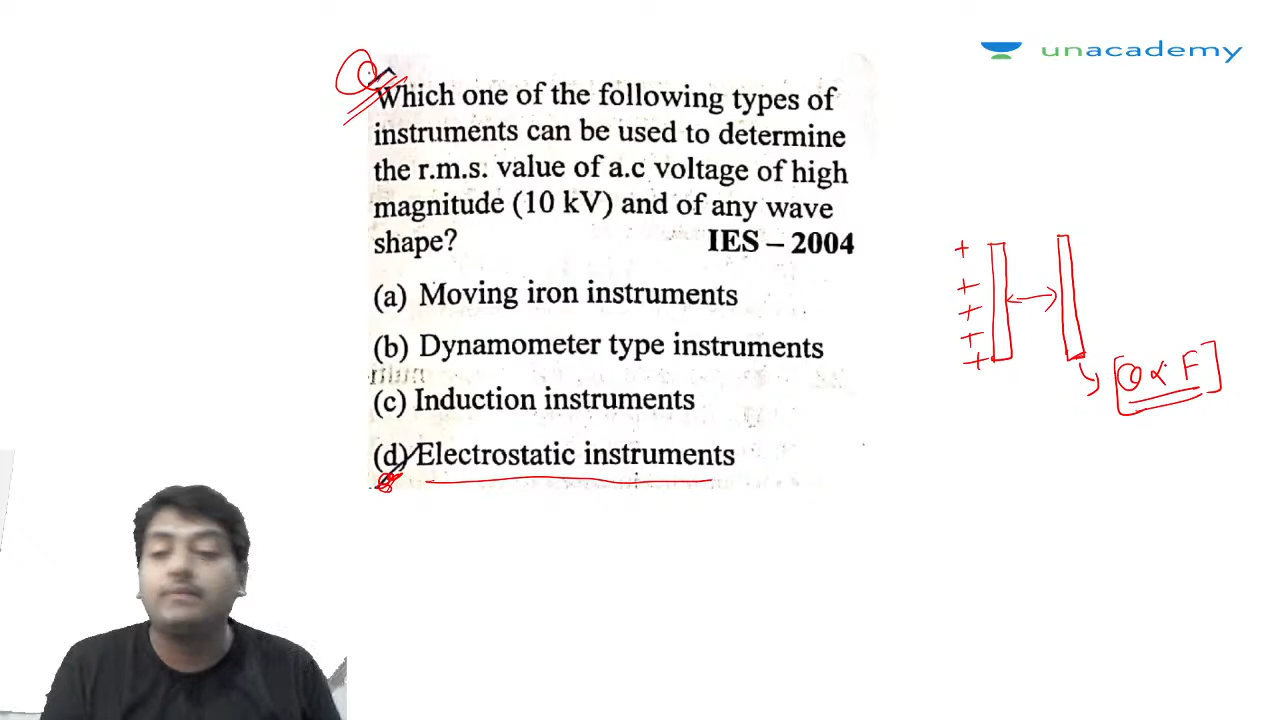 unacademy
Which one of the following types of
instruments can be used to determine
the r.m.s. value of a.c voltage of high
magnitude (10 kV) and of any wave
shape? IES – 2004
(a) Moving iron instruments
(b) Dynamometer type instruments
(c) Induction instruments
(d) Electrostatic instruments
+
+
+
+
+
θ ∝ F